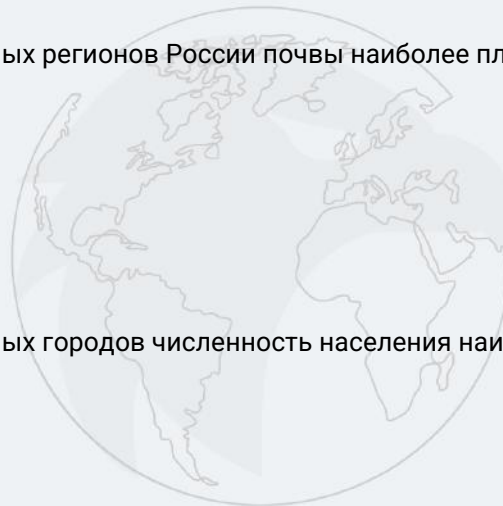 ых регионов России почвы наиболее пл
ых городов численность населения наи